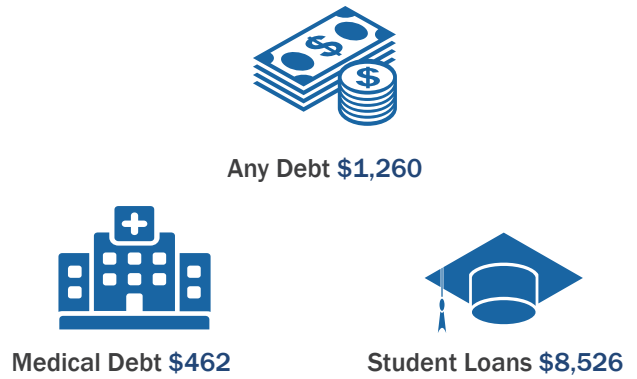 $
$
Any Debt $1,260
Medical Debt $462
Student Loans $8,526